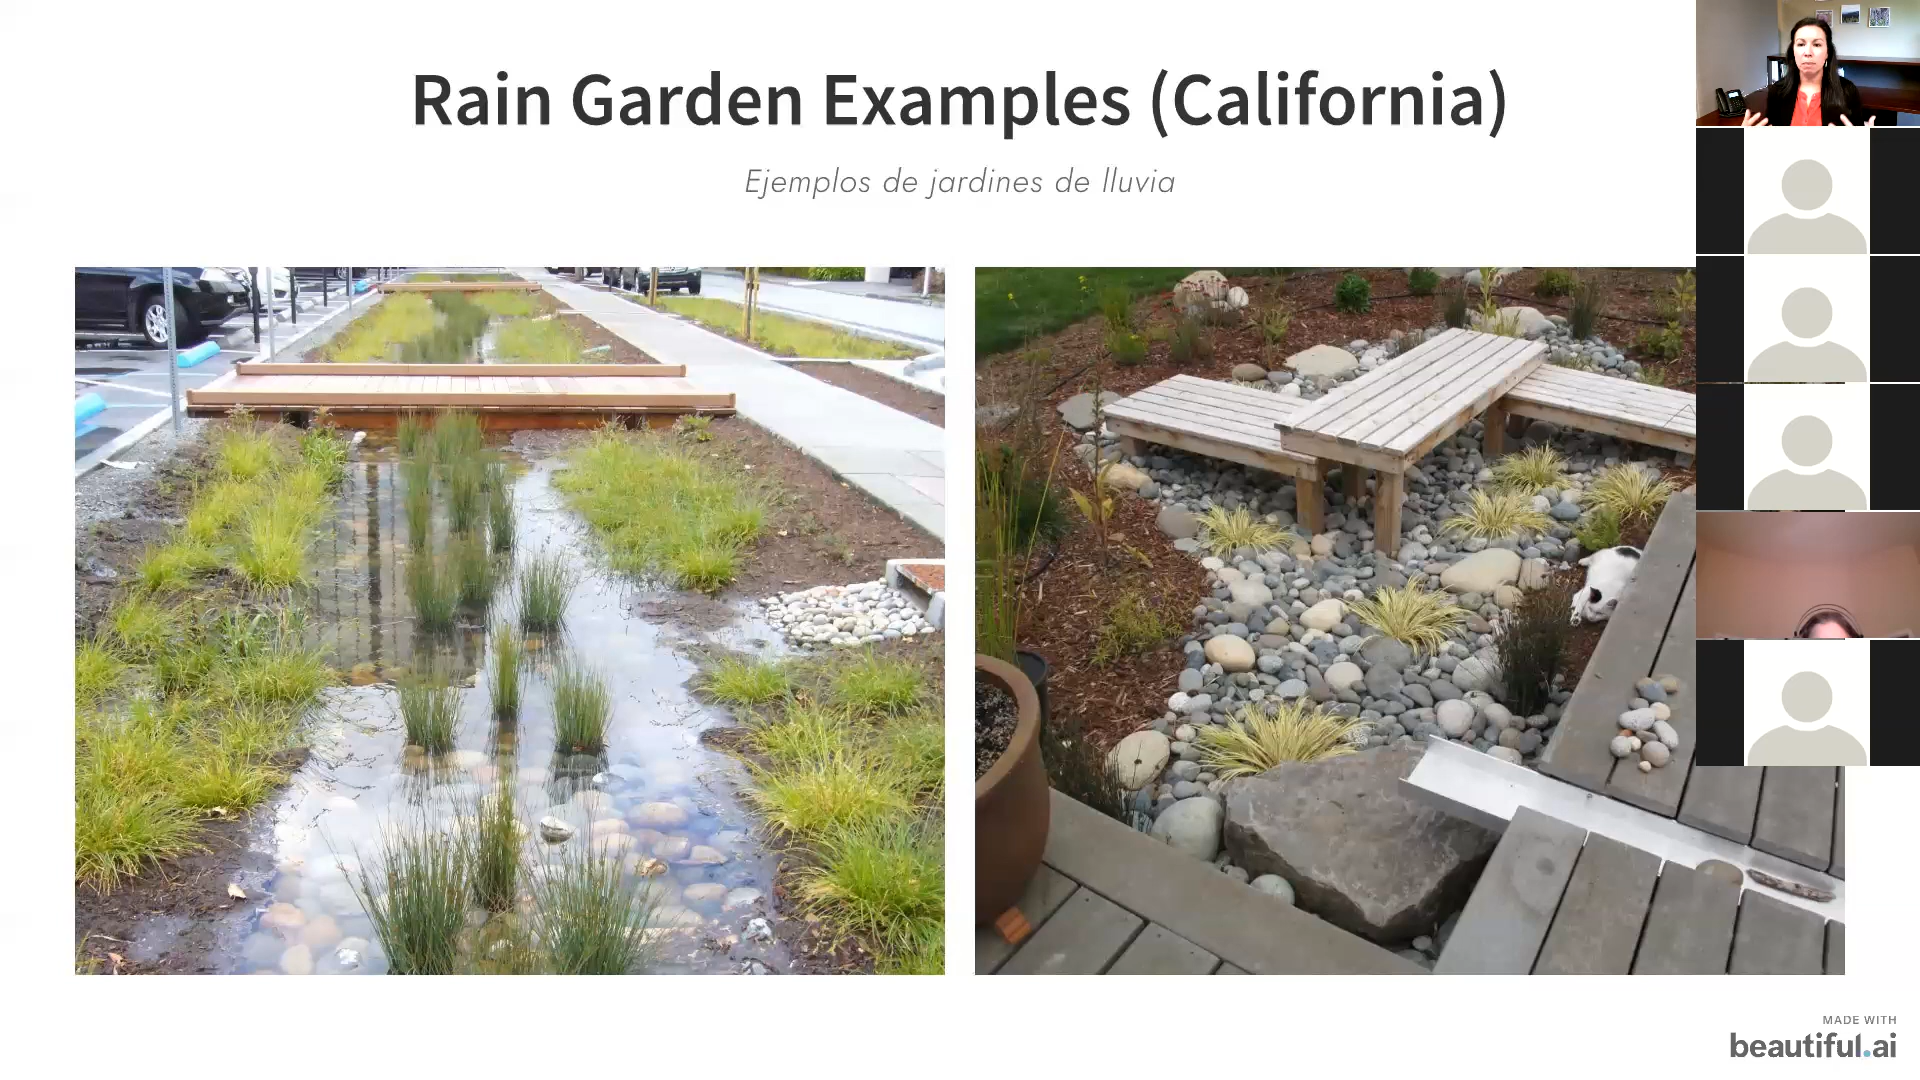 Rain Garden Examples (California)
Ejemplos de jardines de lluvia
MADE WITH
beautiful.ai